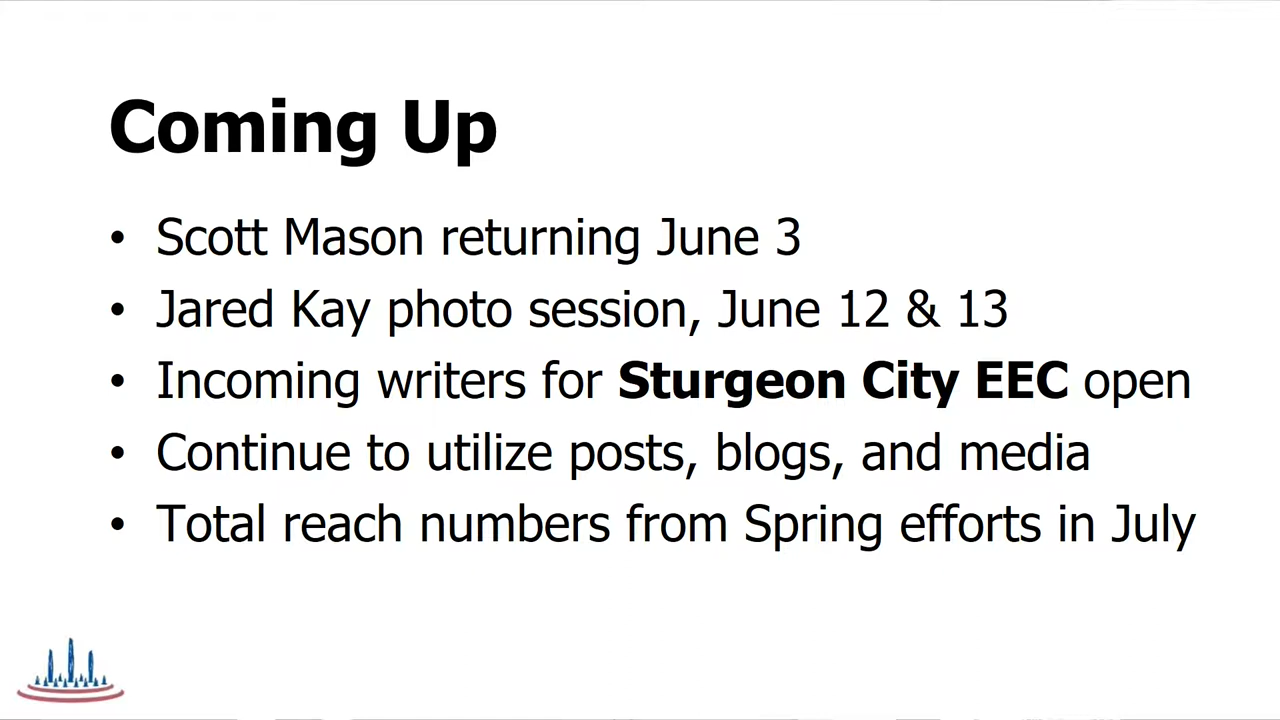 Coming Up
• Scott Mason returning June 3
• Jared Kay photo session, June 12 & 13
• Incoming writers for Sturgeon City EEC open
• Continue to utilize posts, blogs, and media
• Total reach numbers from Spring efforts in July